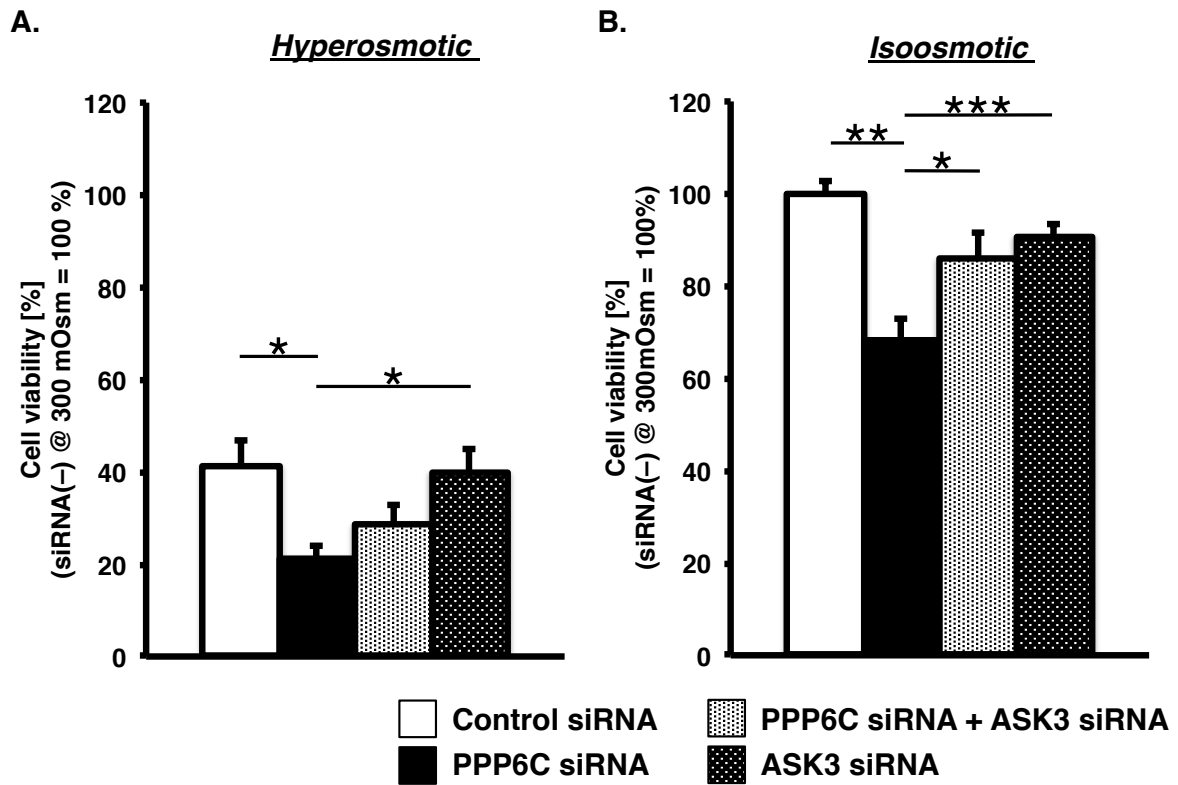 A.
Hyperosmotic
Cell viability [%]
(siRNA(–) @ 300 mOsm = 100 %)
120
100
80
60
40
20
0
*
*
B.
Isoosmotic
Cell viability [%]
(siRNA(–) @ 300mOsm = 100%)
120
100
80
60
40
20
0
***
**
*
Control siRNA
PPP6C siRNA
PPP6C siRNA + ASK3 siRNA
ASK3 siRNA